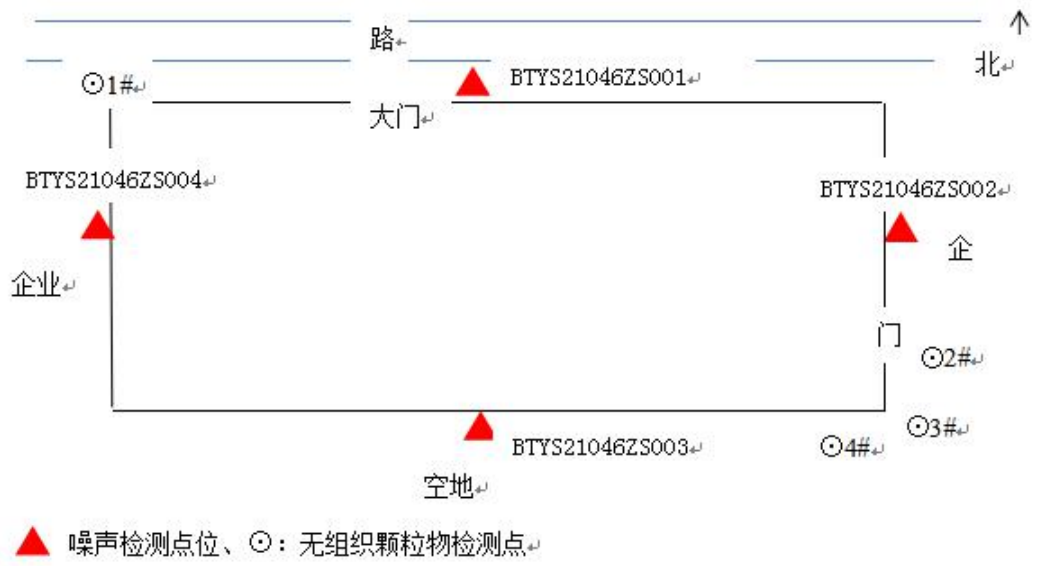 路
北
⊙1#
BTYS21046ZS001
大门
BTYS21046ZS004
BTYS21046ZS002
企
企业
门
⊙2#
⊙3#
BTYS21046ZS003
⊙4#
空地
▲ 噪声检测点位、⊙：无组织颗粒物检测点